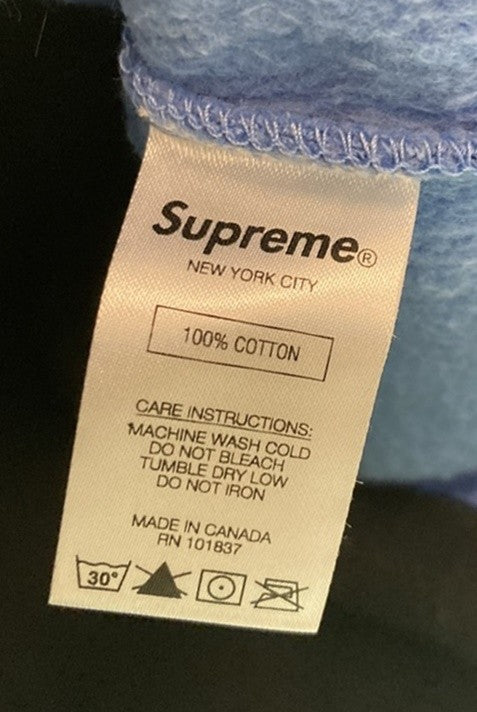 Supreme®
NEW YORK CITY
100% COTTON
CARE INSTRUCTIONS:
MACHINE WASH COLD
DO NOT BLEACH
TUMBLE DRY LOW
DO NOT IRON
MADE IN CANADA
RN 101837
30°